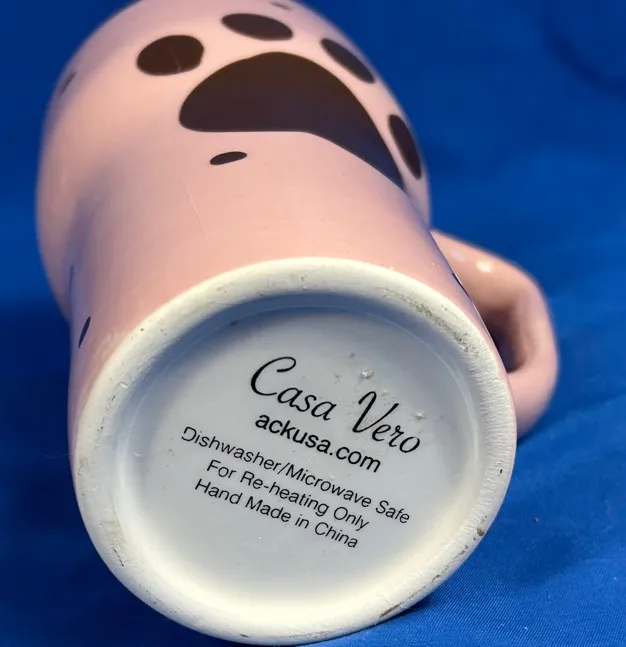 Casa Vero
ackusa.com
Dishwasher/Microwave Safe
For Re-heating Only
Hand Made in China